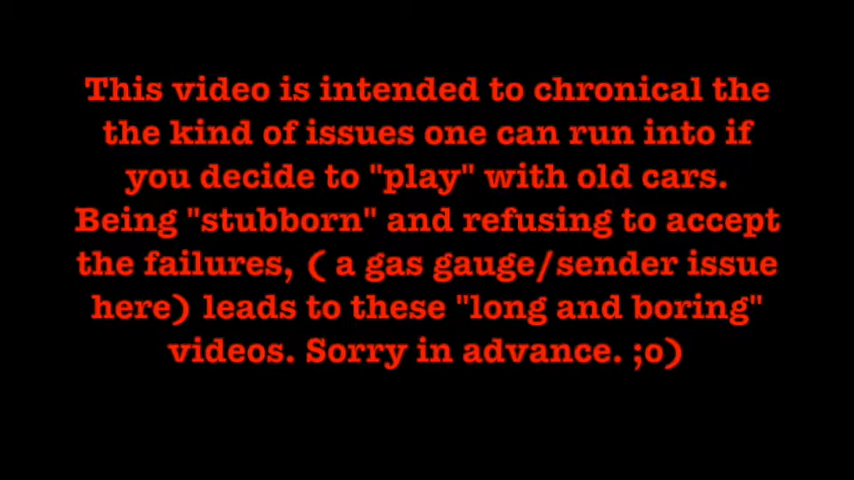 This video is intended to chronical the
the kind of issues one can run into if
you decide to "play" with old cars.
Being "stubborn" and refusing to accept
the failures, ( a gas gauge/sender issue
here) leads to these "long and boring"
videos. Sorry in advance. ;o)